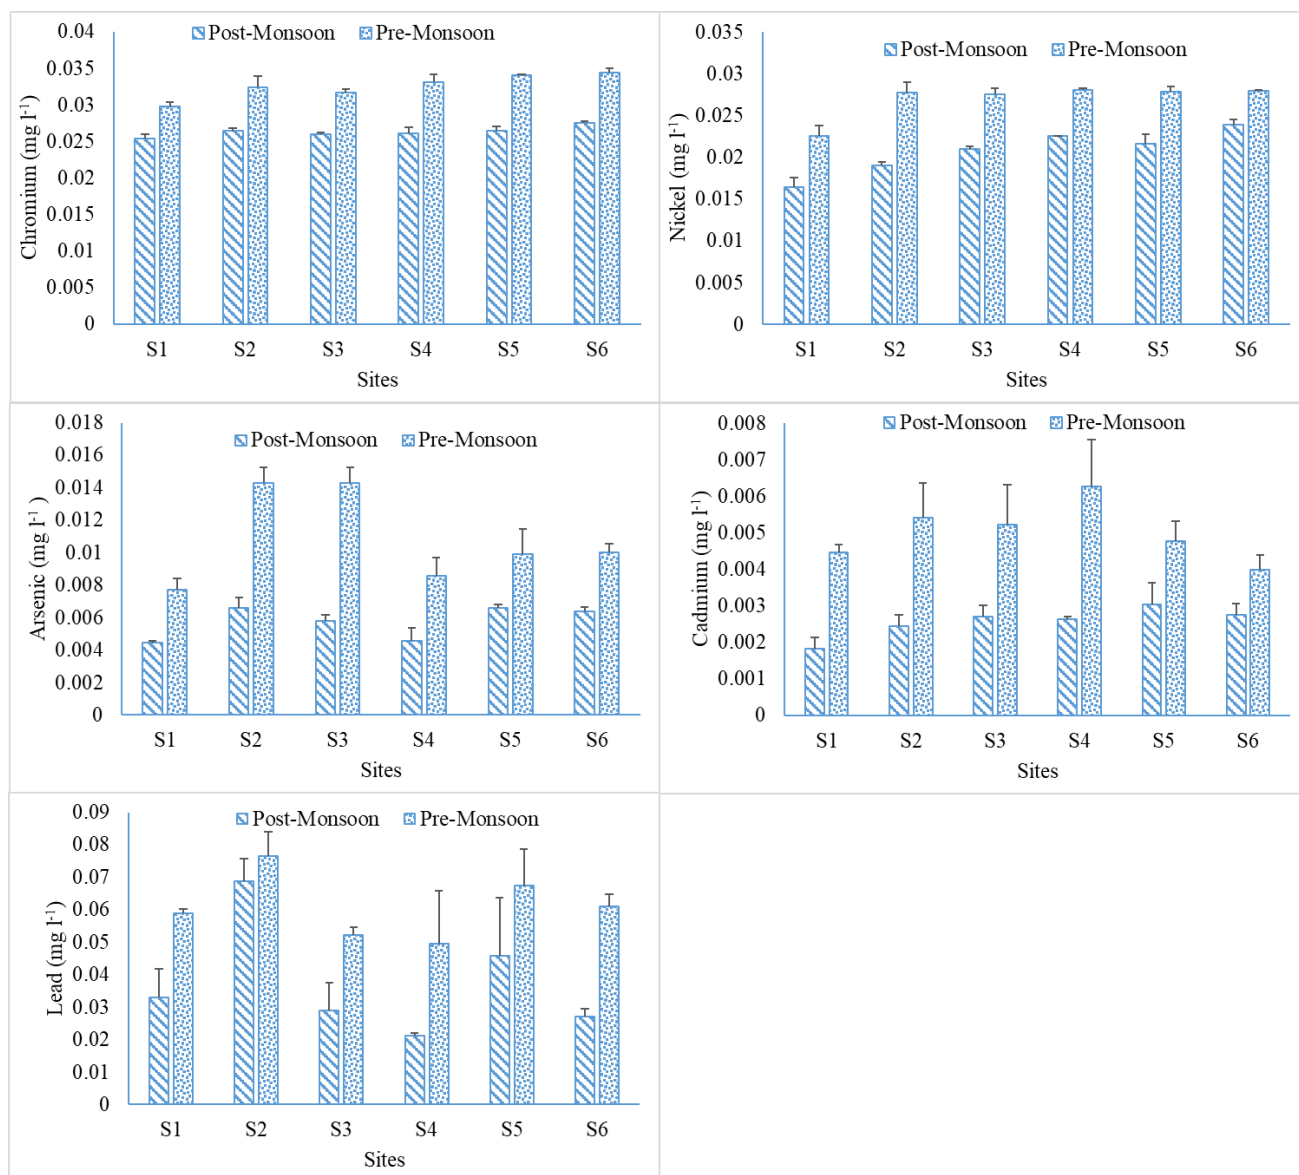 Post-Monsoon Pre-Monsoon
Chromium (mg l-1)
0.04
0.035
0.03
0.025
0.02
0.015
0.01
0.005
0
S1 S2 S3 S4 S5 S6
Sites
Post-Monsoon Pre-Monsoon
Nickel (mg l-1)
0.035
0.03
0.025
0.02
0.015
0.01
0.005
0
S1 S2 S3 S4 S5 S6
Sites
Post-Monsoon Pre-Monsoon
Arsenic (mg l-1 )
0.018
0.016
0.014
0.012
0.01
0.008
0.006
0.004
0.002
0
S1 S2 S3 S4 S5 S6
Sites
Post-Monsoon Pre-Monsoon
Cadmium (mg l-1)
0.008
0.007
0.006
0.005
0.004
0.003
0.002
0.001
0
S1 S2 S3 S4 S5 S6
Sites
Post-Monsoon Pre-Monsoon
Lead (mg l-1)
0.09
0.08
0.07
0.06
0.05
0.04
0.03
0.02
0.01
0
S1 S2 S3 S4 S5 S6
Sites